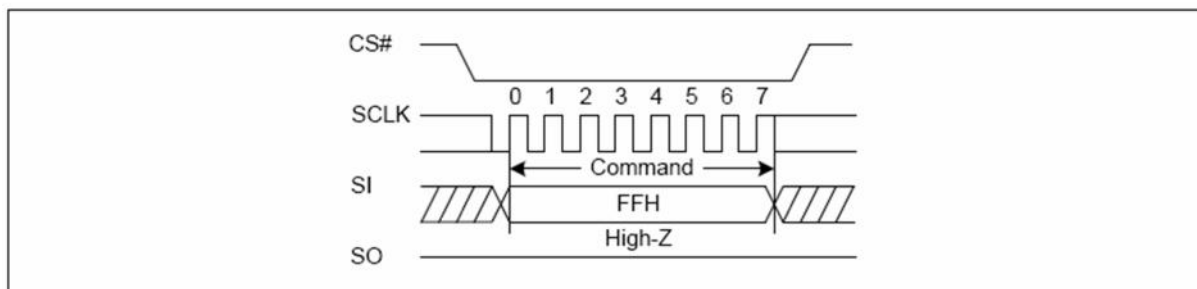 CS#
0 1 2 3 4 5 6 7
SCLK
Command
SI
FFH
High-Z
SO